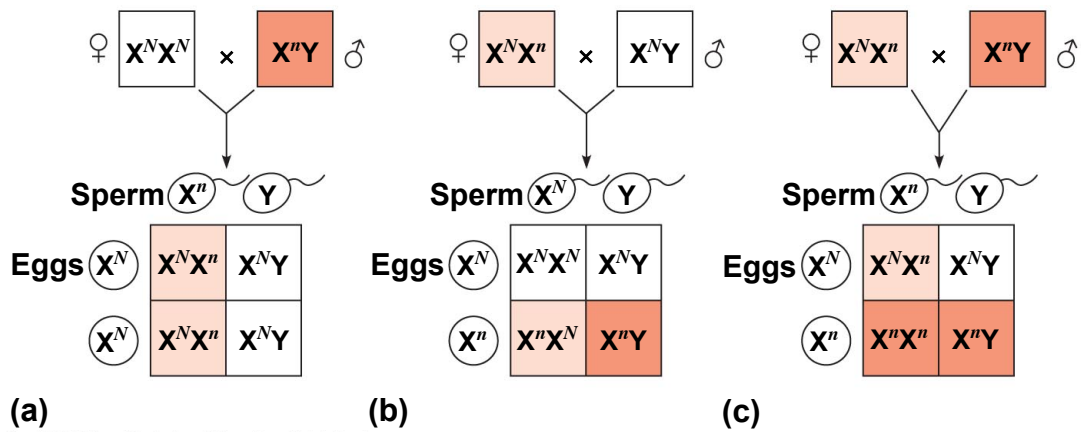 ♀ XᴺXᴺ × XⁿY ♂ ♀ XᴺXⁿ × XᴺY ♂ ♀ XᴺXⁿ × XⁿY ♂
Sperm Xⁿ Y Sperm Xᴺ Y Sperm Xⁿ Y
Eggs Xᴺ XᴺXⁿ XᴺY Eggs Xᴺ XᴺXᴺ XᴺY Eggs Xᴺ XᴺXⁿ XᴺY
Xᴺ XᴺXⁿ XᴺY Xⁿ XⁿXᴺ XⁿY Xⁿ XⁿXⁿ XⁿY
(a) (b) (c)